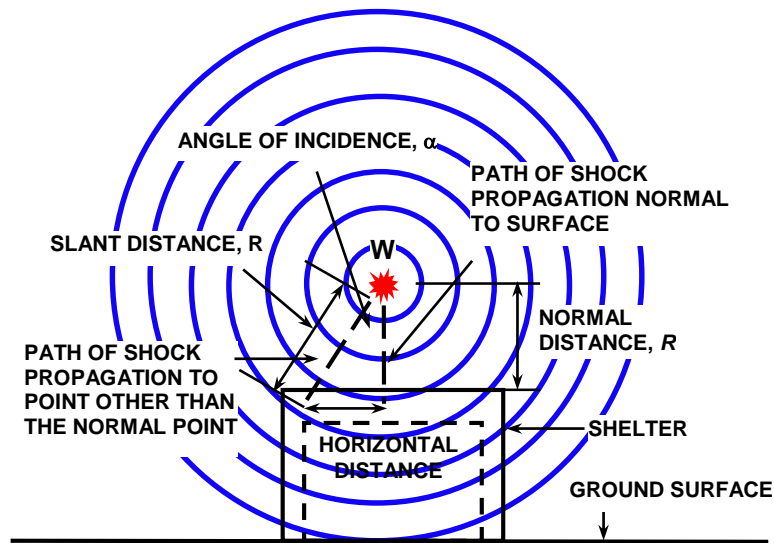 ANGLE OF INCIDENCE, α
PATH OF SHOCK
PROPAGATION NORMAL
TO SURFACE
SLANT DISTANCE, R
W
NORMAL
DISTANCE, R
PATH OF SHOCK
PROPAGATION TO
POINT OTHER THAN
THE NORMAL POINT
HORIZONTAL
DISTANCE
SHELTER
GROUND SURFACE